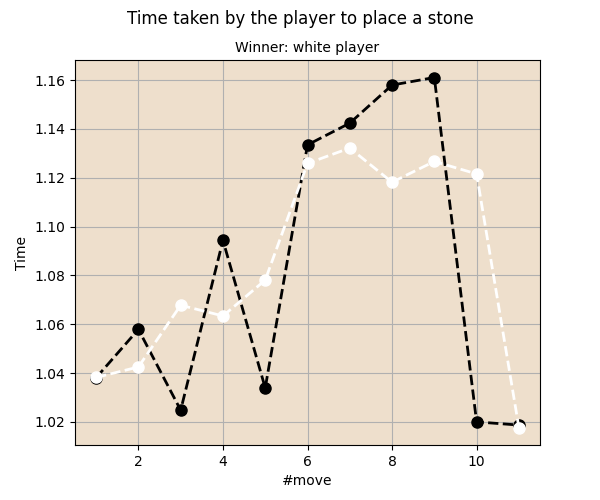 Time taken by the player to place a stone
Winner: white player
1.16
1.14
1.12
1.10
1.08
1.06
1.04
1.02
Time
2 4 6 8 10
#move